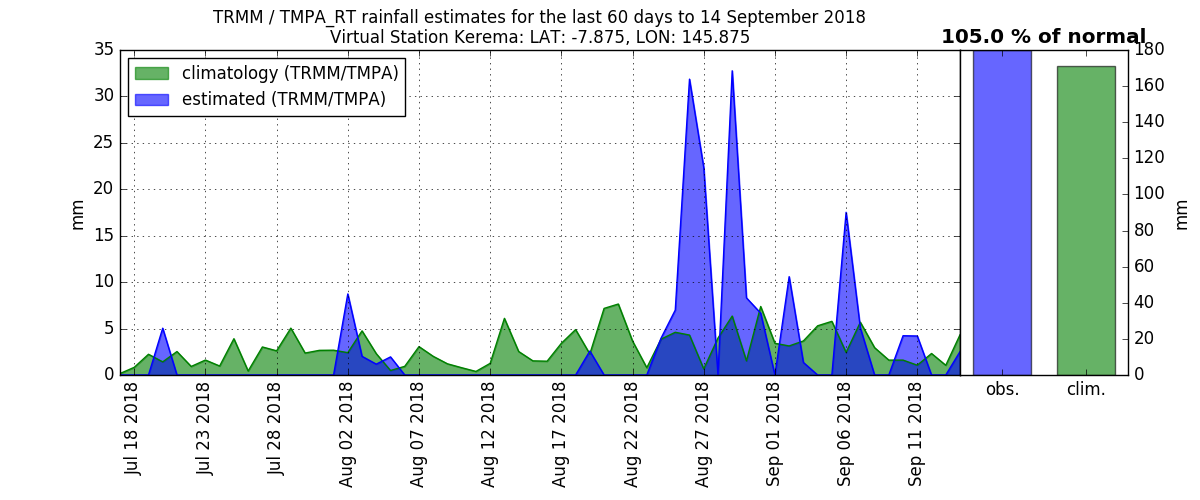 TRMM / TMPA_RT rainfall estimates for the last 60 days to 14 September 2018
Virtual Station Kerema: LAT: -7.875, LON: 145.875
105.0 % of normal
climatology (TRMM/TMPA)
estimated (TRMM/TMPA)
35
30
25
20
15
10
5
0
mm
Jul 18 2018
Jul 23 2018
Jul 28 2018
Aug 02 2018
Aug 07 2018
Aug 12 2018
Aug 17 2018
Aug 22 2018
Aug 27 2018
Sep 01 2018
Sep 06 2018
Sep 11 2018
180
160
140
120
100
80
60
40
20
0
mm
obs.
clim.